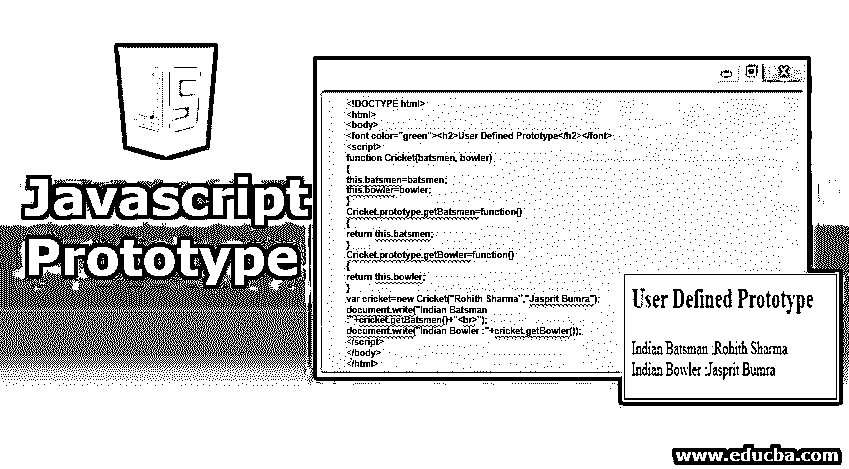 JS
Javascript
Prototype
<!DOCTYPE html>
<html>
<body>
<font color="green"><h2>User Defined Prototype</h2></font>
<script>
function Cricket(batsmen, bowler)
{
this.batsmen=batsmen;
this.bowler=bowler;
}
Cricket.prototype.getBatsmen=function()
{
return this.batsmen;
}
Cricket.prototype.getBowler=function()
{
return this.bowler;
}
var cricket=new Cricket("Rohith Sharma","Jasprit Bumra");
document.write("Indian Batsman
:"+cricket.getBatsmen()+"<br>");
document.write("Indian Bowler :"+cricket.getBowler());
</script>
</body>
</html>
User Defined Prototype
Indian Batsman :Rohith Sharma
Indian Bowler :Jasprit Bumra
www.educba.com